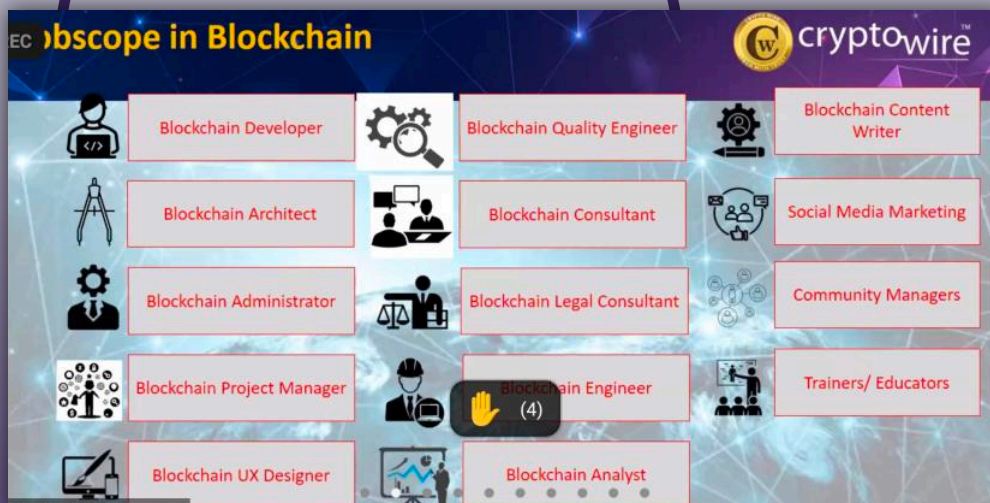 EC
obscope in Blockchain
cryptowire™
Blockchain Developer
Blockchain Architect
Blockchain Administrator
Blockchain Project Manager
Blockchain UX Designer
Blockchain Quality Engineer
Blockchain Consultant
Blockchain Legal Consultant
Blockchain Engineer
(4)
Blockchain Analyst
Blockchain Content
Writer
Social Media Marketing
Community Managers
Trainers/ Educators